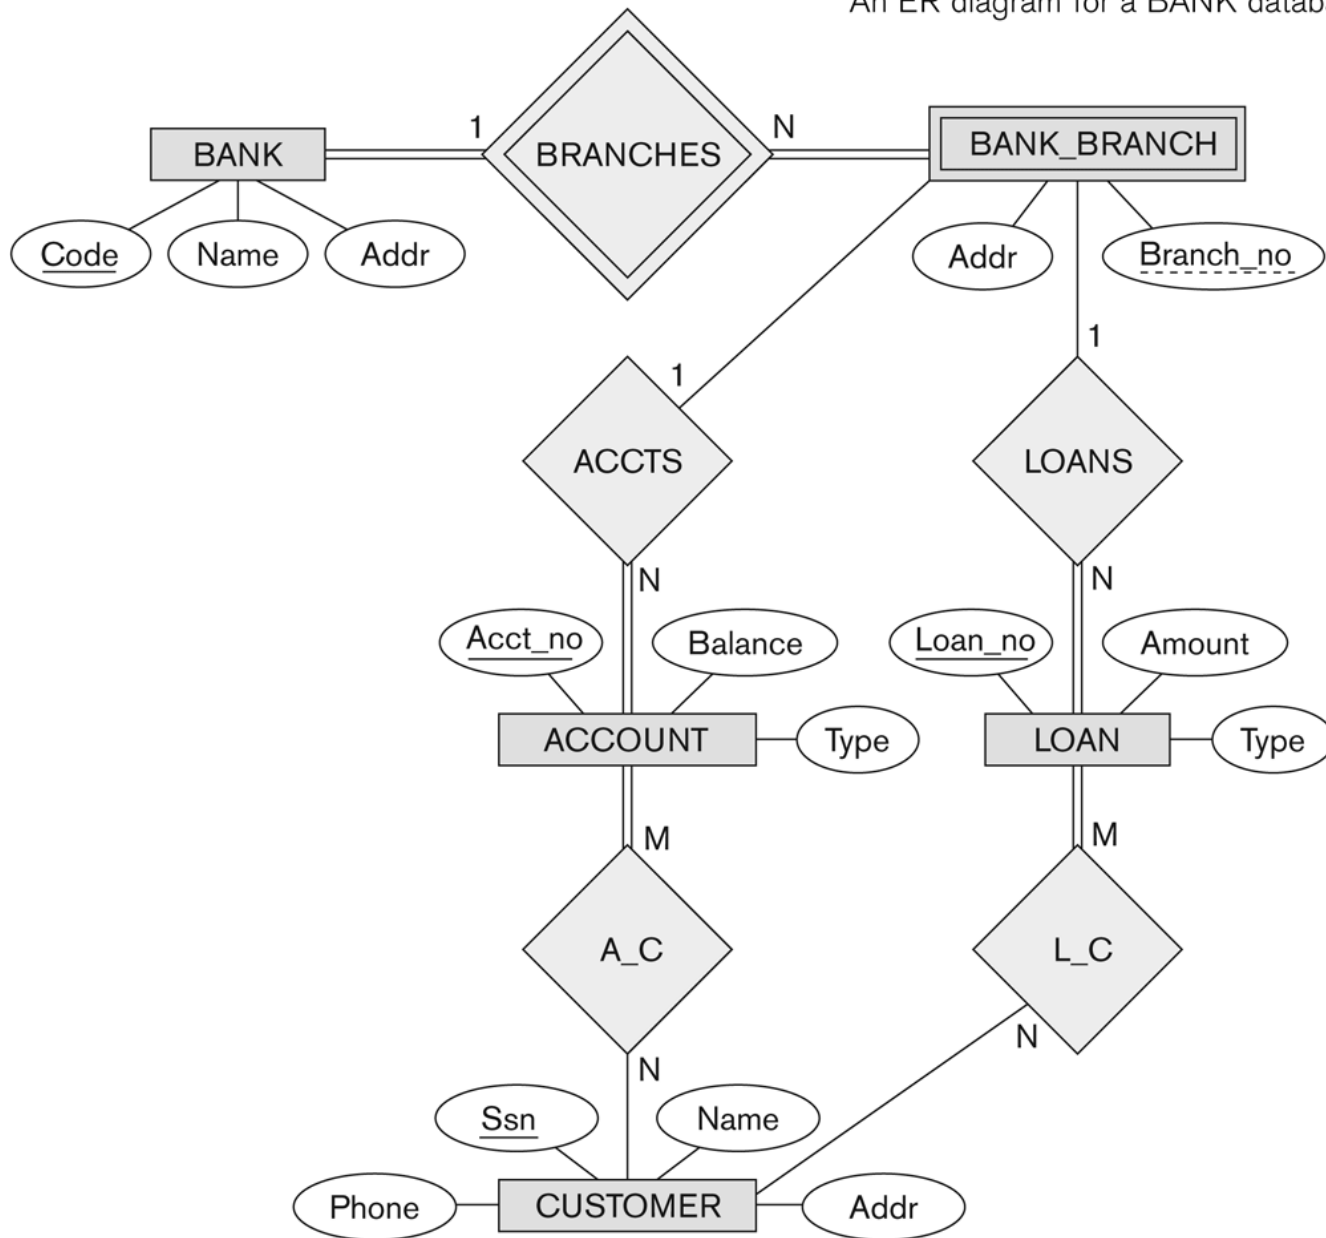 An ER diagram for a BANK
1
N
BANK
BRANCHES
BANK_BRANCH
Code
Name
Addr
Addr
Branch_no
1
1
ACCTS
LOANS
N
N
Acct_no
Balance
Loan_no
Amount
ACCOUNT
Type
LOAN
Type
M
M
A_C
L_C
N
N
Ssn
Name
Phone
CUSTOMER
Addr